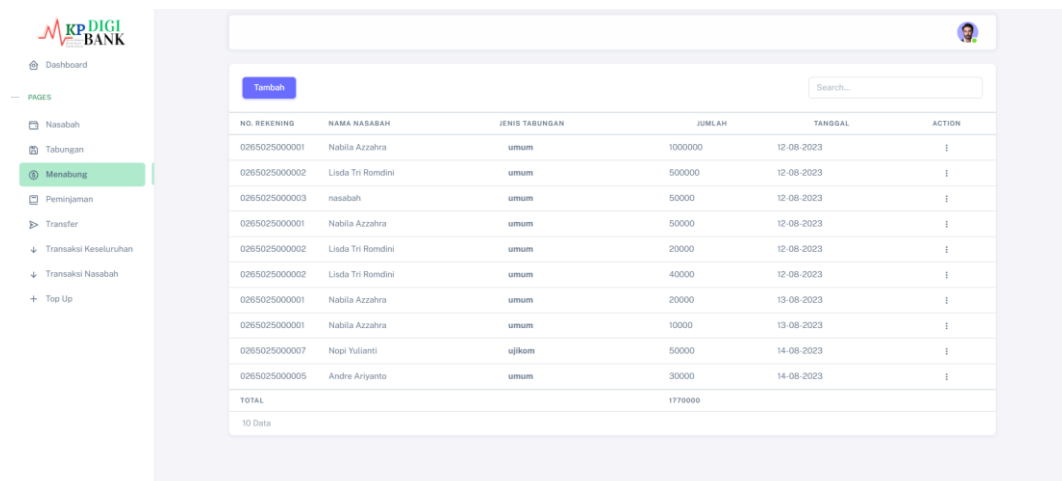 KP DIGI
BANK
Dashboard
PAGES
Nasabah
Tabungan
Menabung
Peminjaman
Transfer
Transaksi Keseluruhan
Transaksi Nasabah
Top Up
Tambah
Search...
NO. REKENING NAMA NASABAH JENIS TABUNGAN JUMLAH TANGGAL ACTION
0265025000001 Nabila Azzahra umum 1000000 12-08-2023
0265025000002 Lisda Tri Romdini umum 500000 12-08-2023
0265025000003 nasabah umum 50000 12-08-2023
0265025000001 Nabila Azzahra umum 50000 12-08-2023
0265025000002 Lisda Tri Romdini umum 20000 12-08-2023
0265025000002 Lisda Tri Romdini umum 40000 12-08-2023
0265025000001 Nabila Azzahra umum 20000 13-08-2023
0265025000001 Nabila Azzahra umum 10000 13-08-2023
0265025000007 Nopi Yulianti ujikom 50000 14-08-2023
0265025000005 Andre Ariyanto umum 30000 14-08-2023
TOTAL 1770000
10 Data